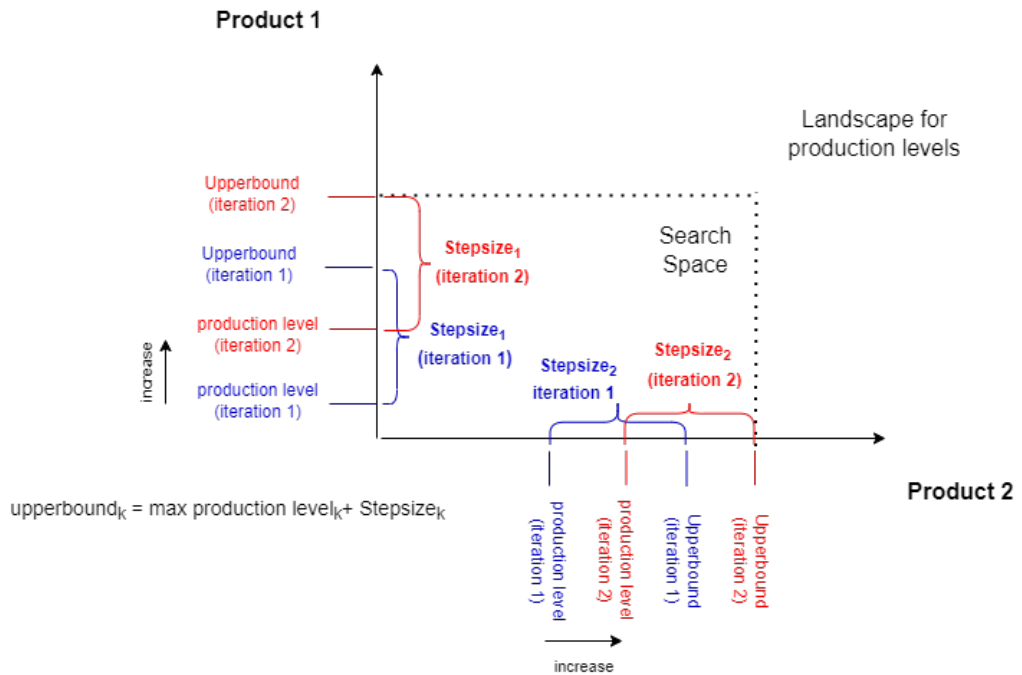 Product 1
Landscape for
production levels
Upperbound
(iteration 2)
Search
Space
Stepsize1
(iteration 2)
Upperbound
(iteration 1)
production level
(iteration 2)
Stepsize1
(iteration 1)
Stepsize2
(iteration 2)
Stepsize2
iteration 1
increase
production level
(iteration 1)
Product 2
upperboundk = max production levelk+ Stepsizek
production level
(iteration 1)
production level
(iteration 2)
Upperbound
(iteration 1)
Upperbound
(iteration 2)
increase